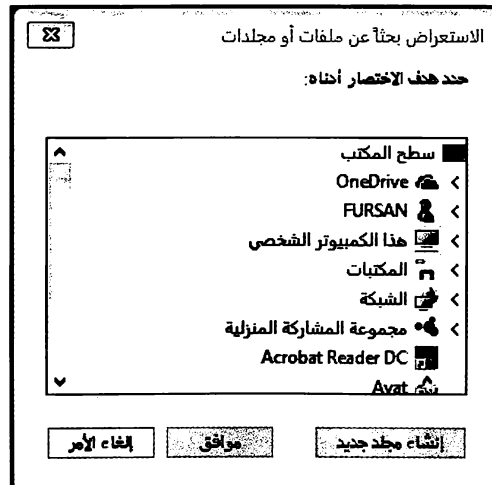 الاستعراض بحثاً عن ملفات أو مجلدات
حدد هدف الاختصار أدناه:
سطح المكتب
OneDrive
FURSAN
هذا الكمبيوتر الشخصي
المكتبات
الشبكة
مجموعة المشاركة المنزلية
Acrobat Reader DC
Avat
إنشاء مجلد جديد
موافق
إلغاء الأمر